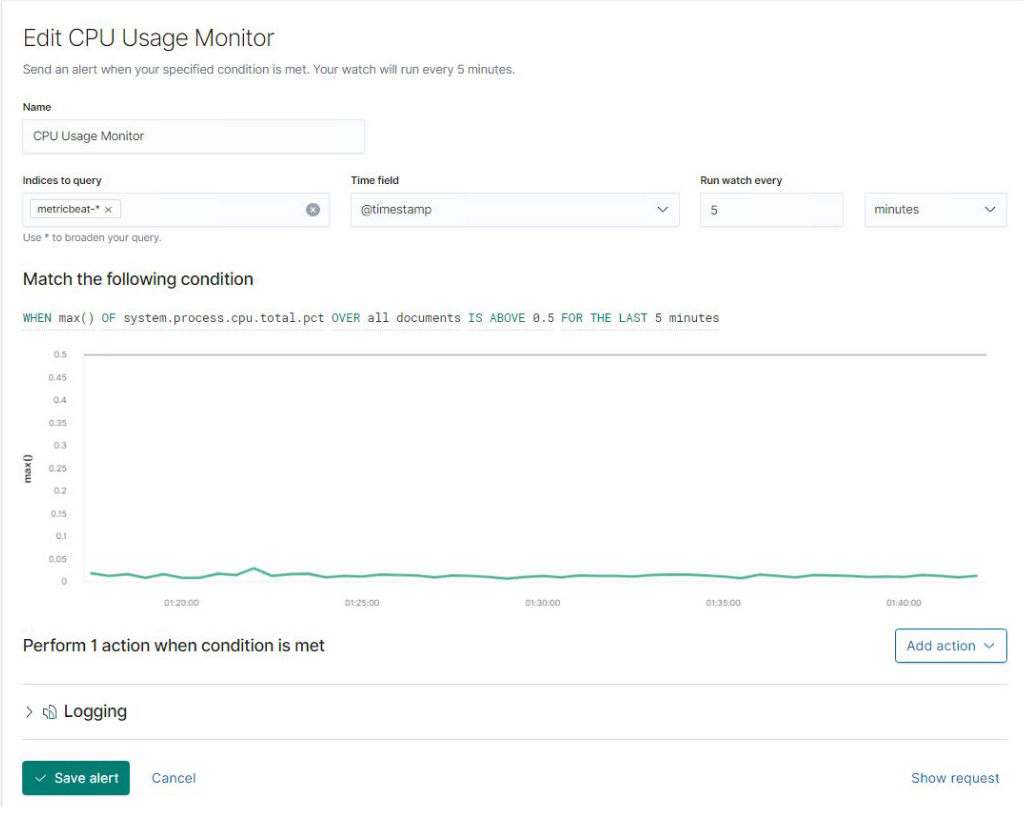 Edit CPU Usage Monitor
Send an alert when your specified condition is met. Your watch will run every 5 minutes.
Name
CPU Usage Monitor
Indices to query
Time field
Run watch every
metricbeat-* ×
@timestamp
5
minutes
Use * to broaden your query.
Match the following condition
WHEN max() OF system.process.cpu.total.pct OVER all documents IS ABOVE 0.5 FOR THE LAST 5 minutes
0.5
0.45
0.4
0.35
0.3
0.25
0.2
0.15
0.1
0.05
0
max()
01:20:00
01:25:00
01:30:00
01:35:00
01:40:00
Perform 1 action when condition is met
Add action
Logging
Save alert
Cancel
Show request